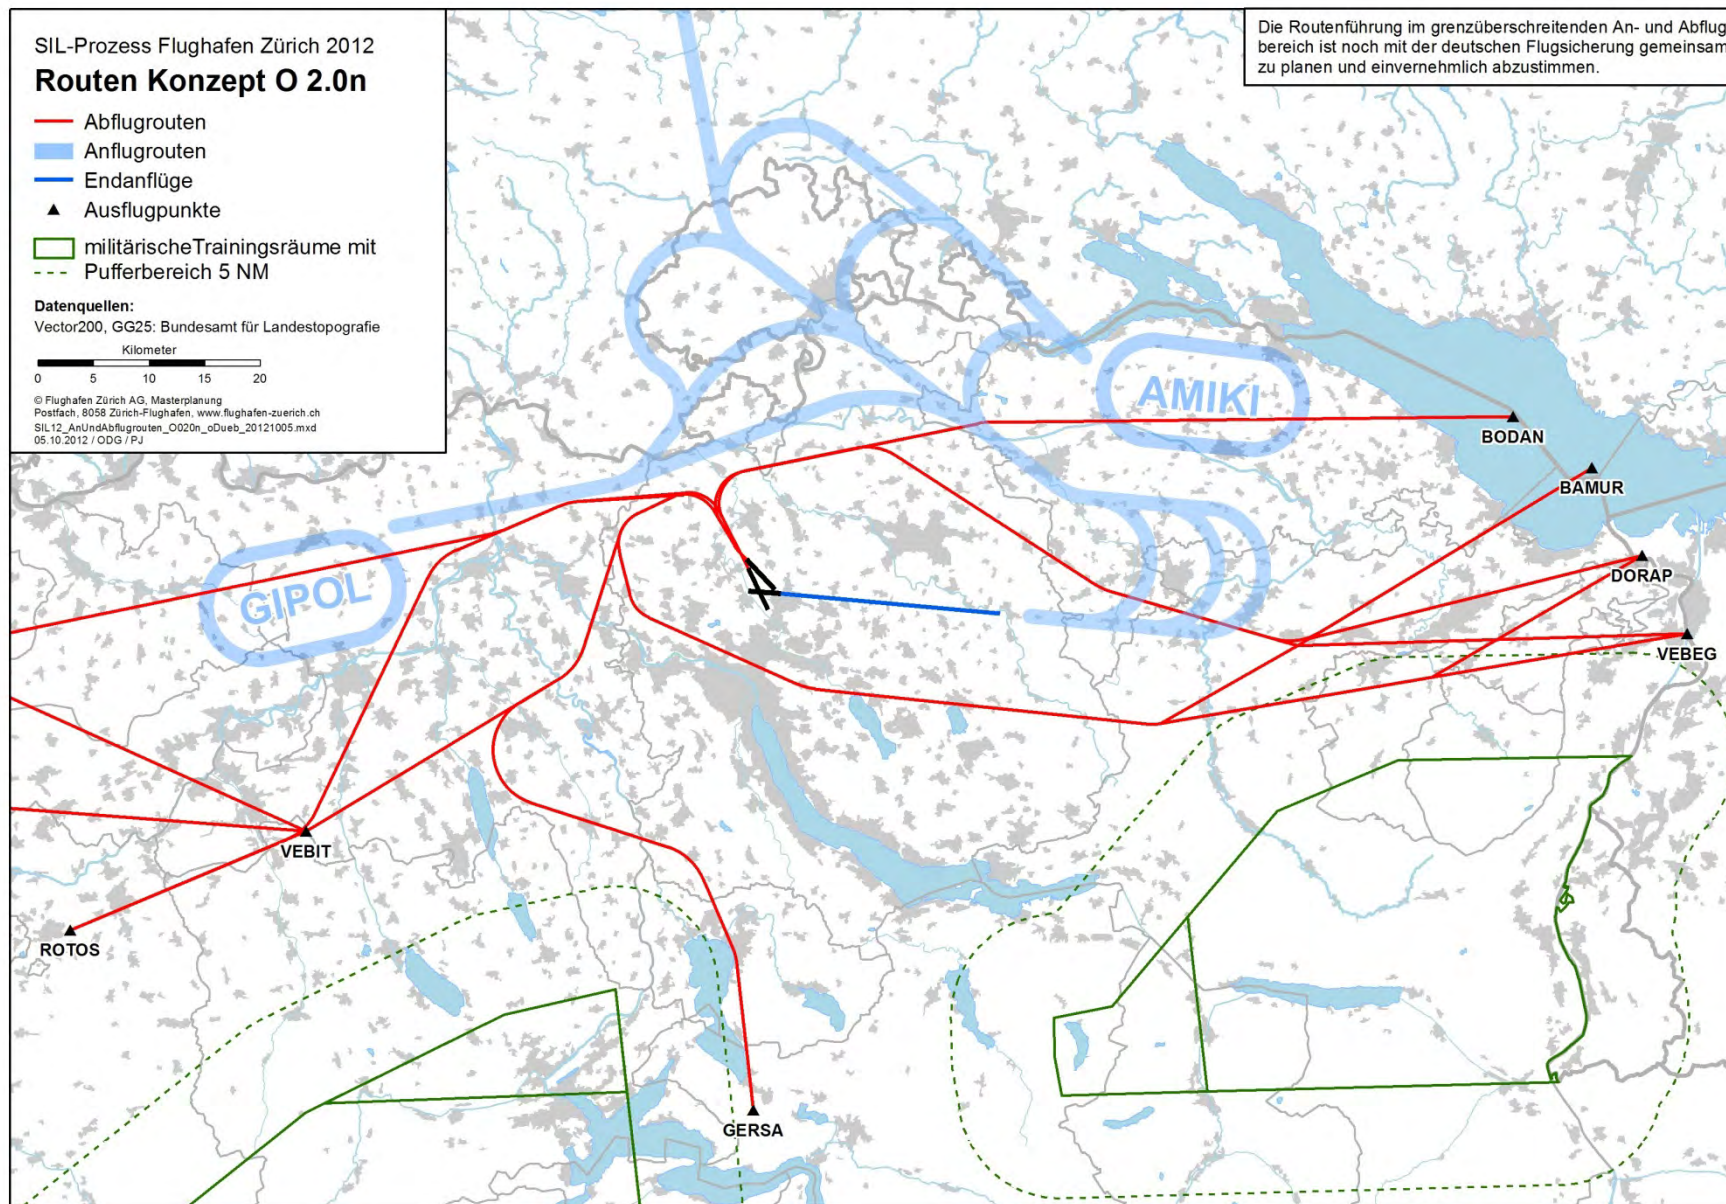 SIL-Prozess Flughafen Zürich 2012
Routen Konzept O 2.0n
Abflugrouten
Anflugrouten
Endanflüge
Ausflugpunkte
militärischeTrainingsräume mit
Pufferbereich 5 NM
Datenquellen:
Vector200, GG25: Bundesamt für Landestopografie
Kilometer
0 5 10 15 20
© Flughafen Zürich AG, Masterplanung
Postfach, 8058 Zürich-Flughafen, www.flughafen-zuerich.ch
SIL12_AnUndAbflugrouten_O020n_oDueb_20121005.mxd
05.10.2012 / ODG / PJ
Die Routenführung im grenzüberschreitenden An- und Abflug
bereich ist noch mit der deutschen Flugsicherung gemeinsam
zu planen und einvernehmlich abzustimmen.
AMIKI
BODAN
BAMUR
DORAP
GIPOL
VEBEG
VEBIT
ROTOS
GERSA